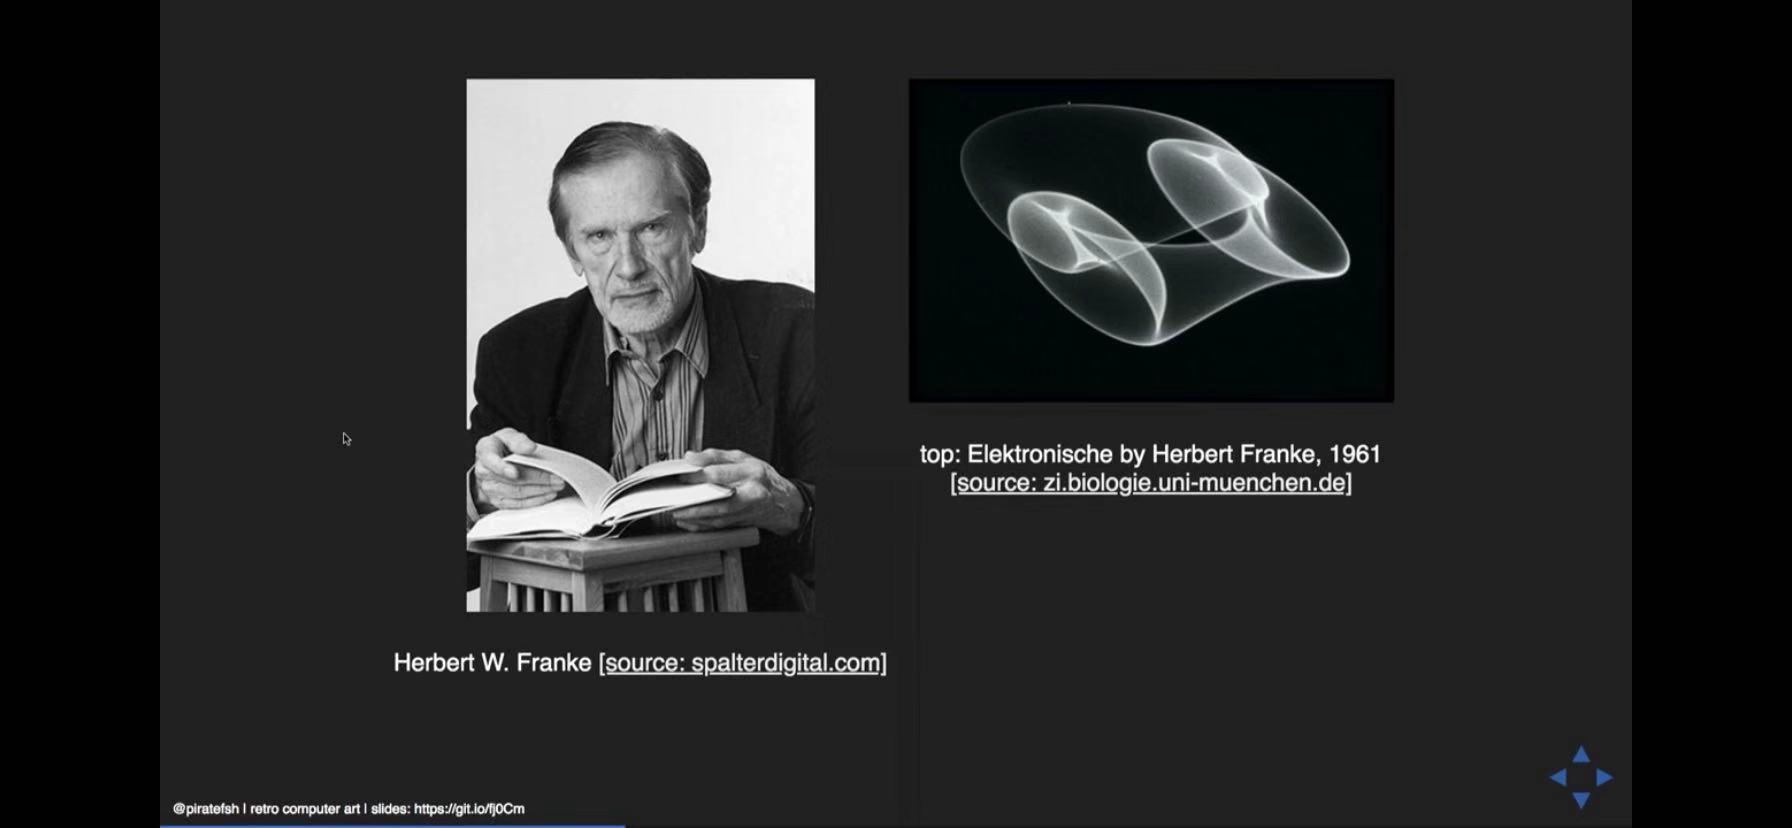 top: Elektronische by Herbert Franke, 1961
[source: zi.biologie.uni-muenchen.de]
Herbert W. Franke [source: spalterdigital.com]
@piratefsh | retro computer art | slides: https://git.io/fj0Cm